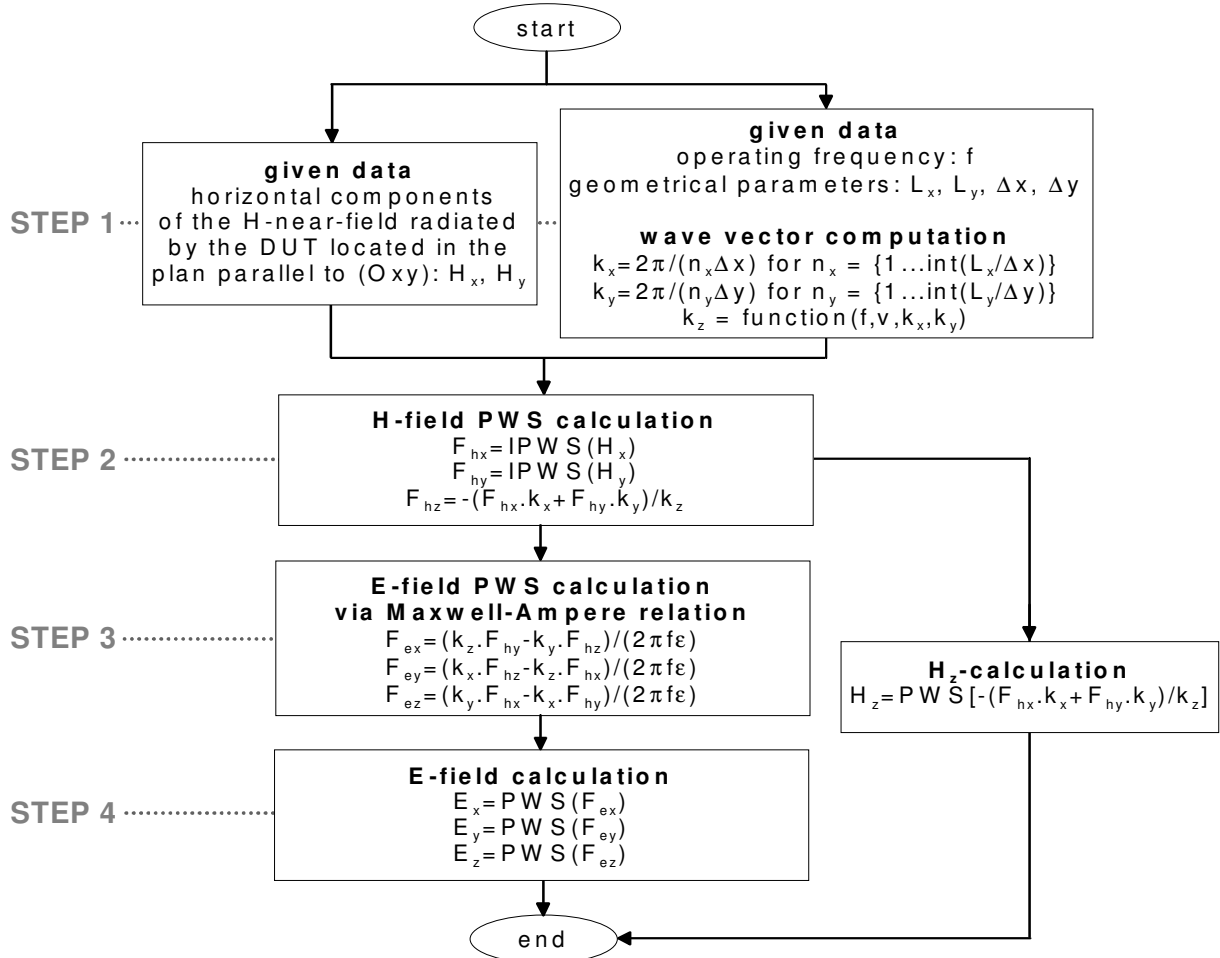 start
STEP 1
given data
horizontal components
of the H-near-field radiated
by the DUT located in the
plan parallel to (Oxy): Hx, Hy
given data
operating frequency: f
geometrical parameters: Lx, Ly, Δx, Δy
wave vector computation
kx=2π/(nxΔx) for nx = {1...int(Lx/Δx)}
ky=2π/(nyΔy) for ny = {1...int(Ly/Δy)}
kz = function(f,v,kx,ky)
STEP 2
H-field PWS calculation
Fhx=IPWS(Hx)
Fhy=IPWS(Hy)
Fhz=-(Fhx.kx+Fhy.ky)/kz
STEP 3
E-field PWS calculation
via Maxwell-Ampere relation
Fex=(kz.Fhy-ky.Fhz)/(2πfε)
Fey=(kx.Fhz-kz.Fhx)/(2πfε)
Fez=(ky.Fhx-kx.Fhy)/(2πfε)
Hz-calculation
Hz=PWS[-(Fhx.kx+Fhy.ky)/kz]
STEP 4
E-field calculation
Ex=PWS(Fex)
Ey=PWS(Fey)
Ez=PWS(Fez)
end